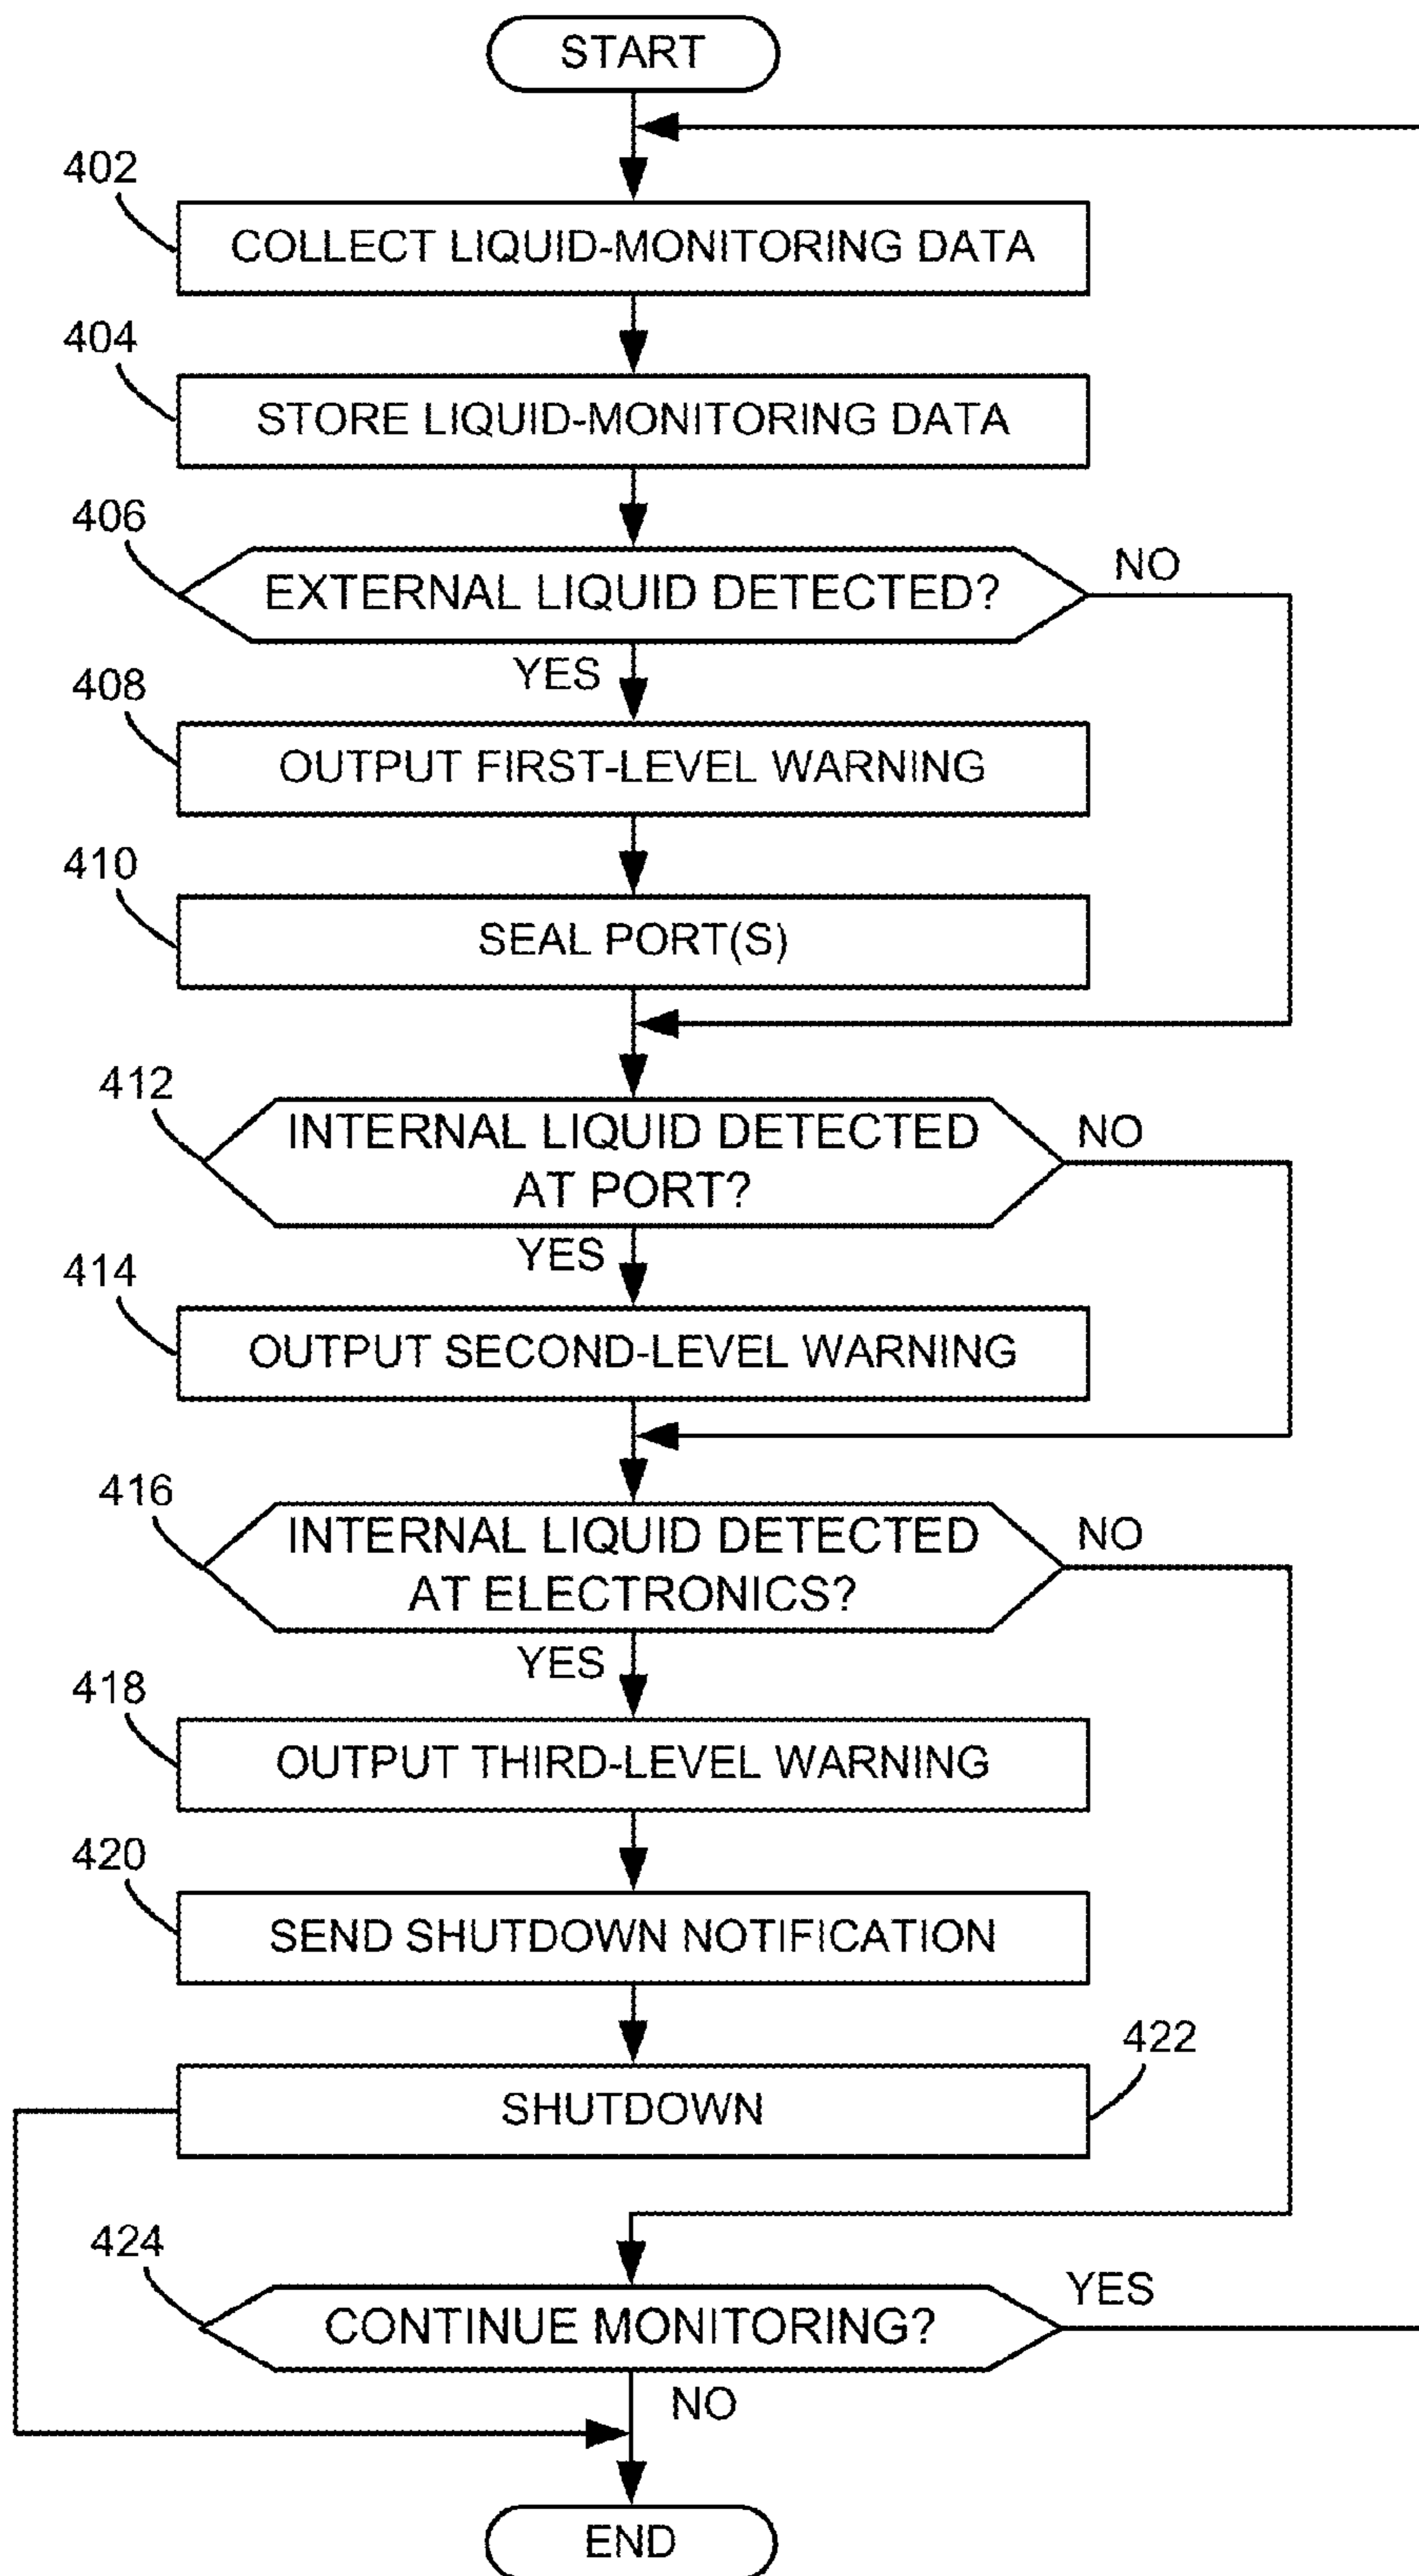 START
402
COLLECT LIQUID-MONITORING DATA
404
STORE LIQUID-MONITORING DATA
406
EXTERNAL LIQUID DETECTED?
NO
YES
408
OUTPUT FIRST-LEVEL WARNING
410
SEAL PORT(S)
412
INTERNAL LIQUID DETECTED
AT PORT?
NO
YES
414
OUTPUT SECOND-LEVEL WARNING
416
INTERNAL LIQUID DETECTED
AT ELECTRONICS?
NO
YES
418
OUTPUT THIRD-LEVEL WARNING
420
SEND SHUTDOWN NOTIFICATION
422
SHUTDOWN
424
CONTINUE MONITORING?
YES
NO
END